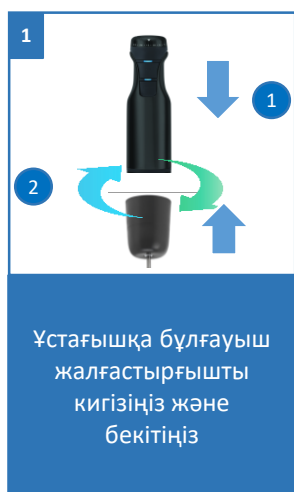 1
1
2
Ұстағышқа бұлғауыш
жалғастырғышты
кигізіңіз және
бекітіңіз